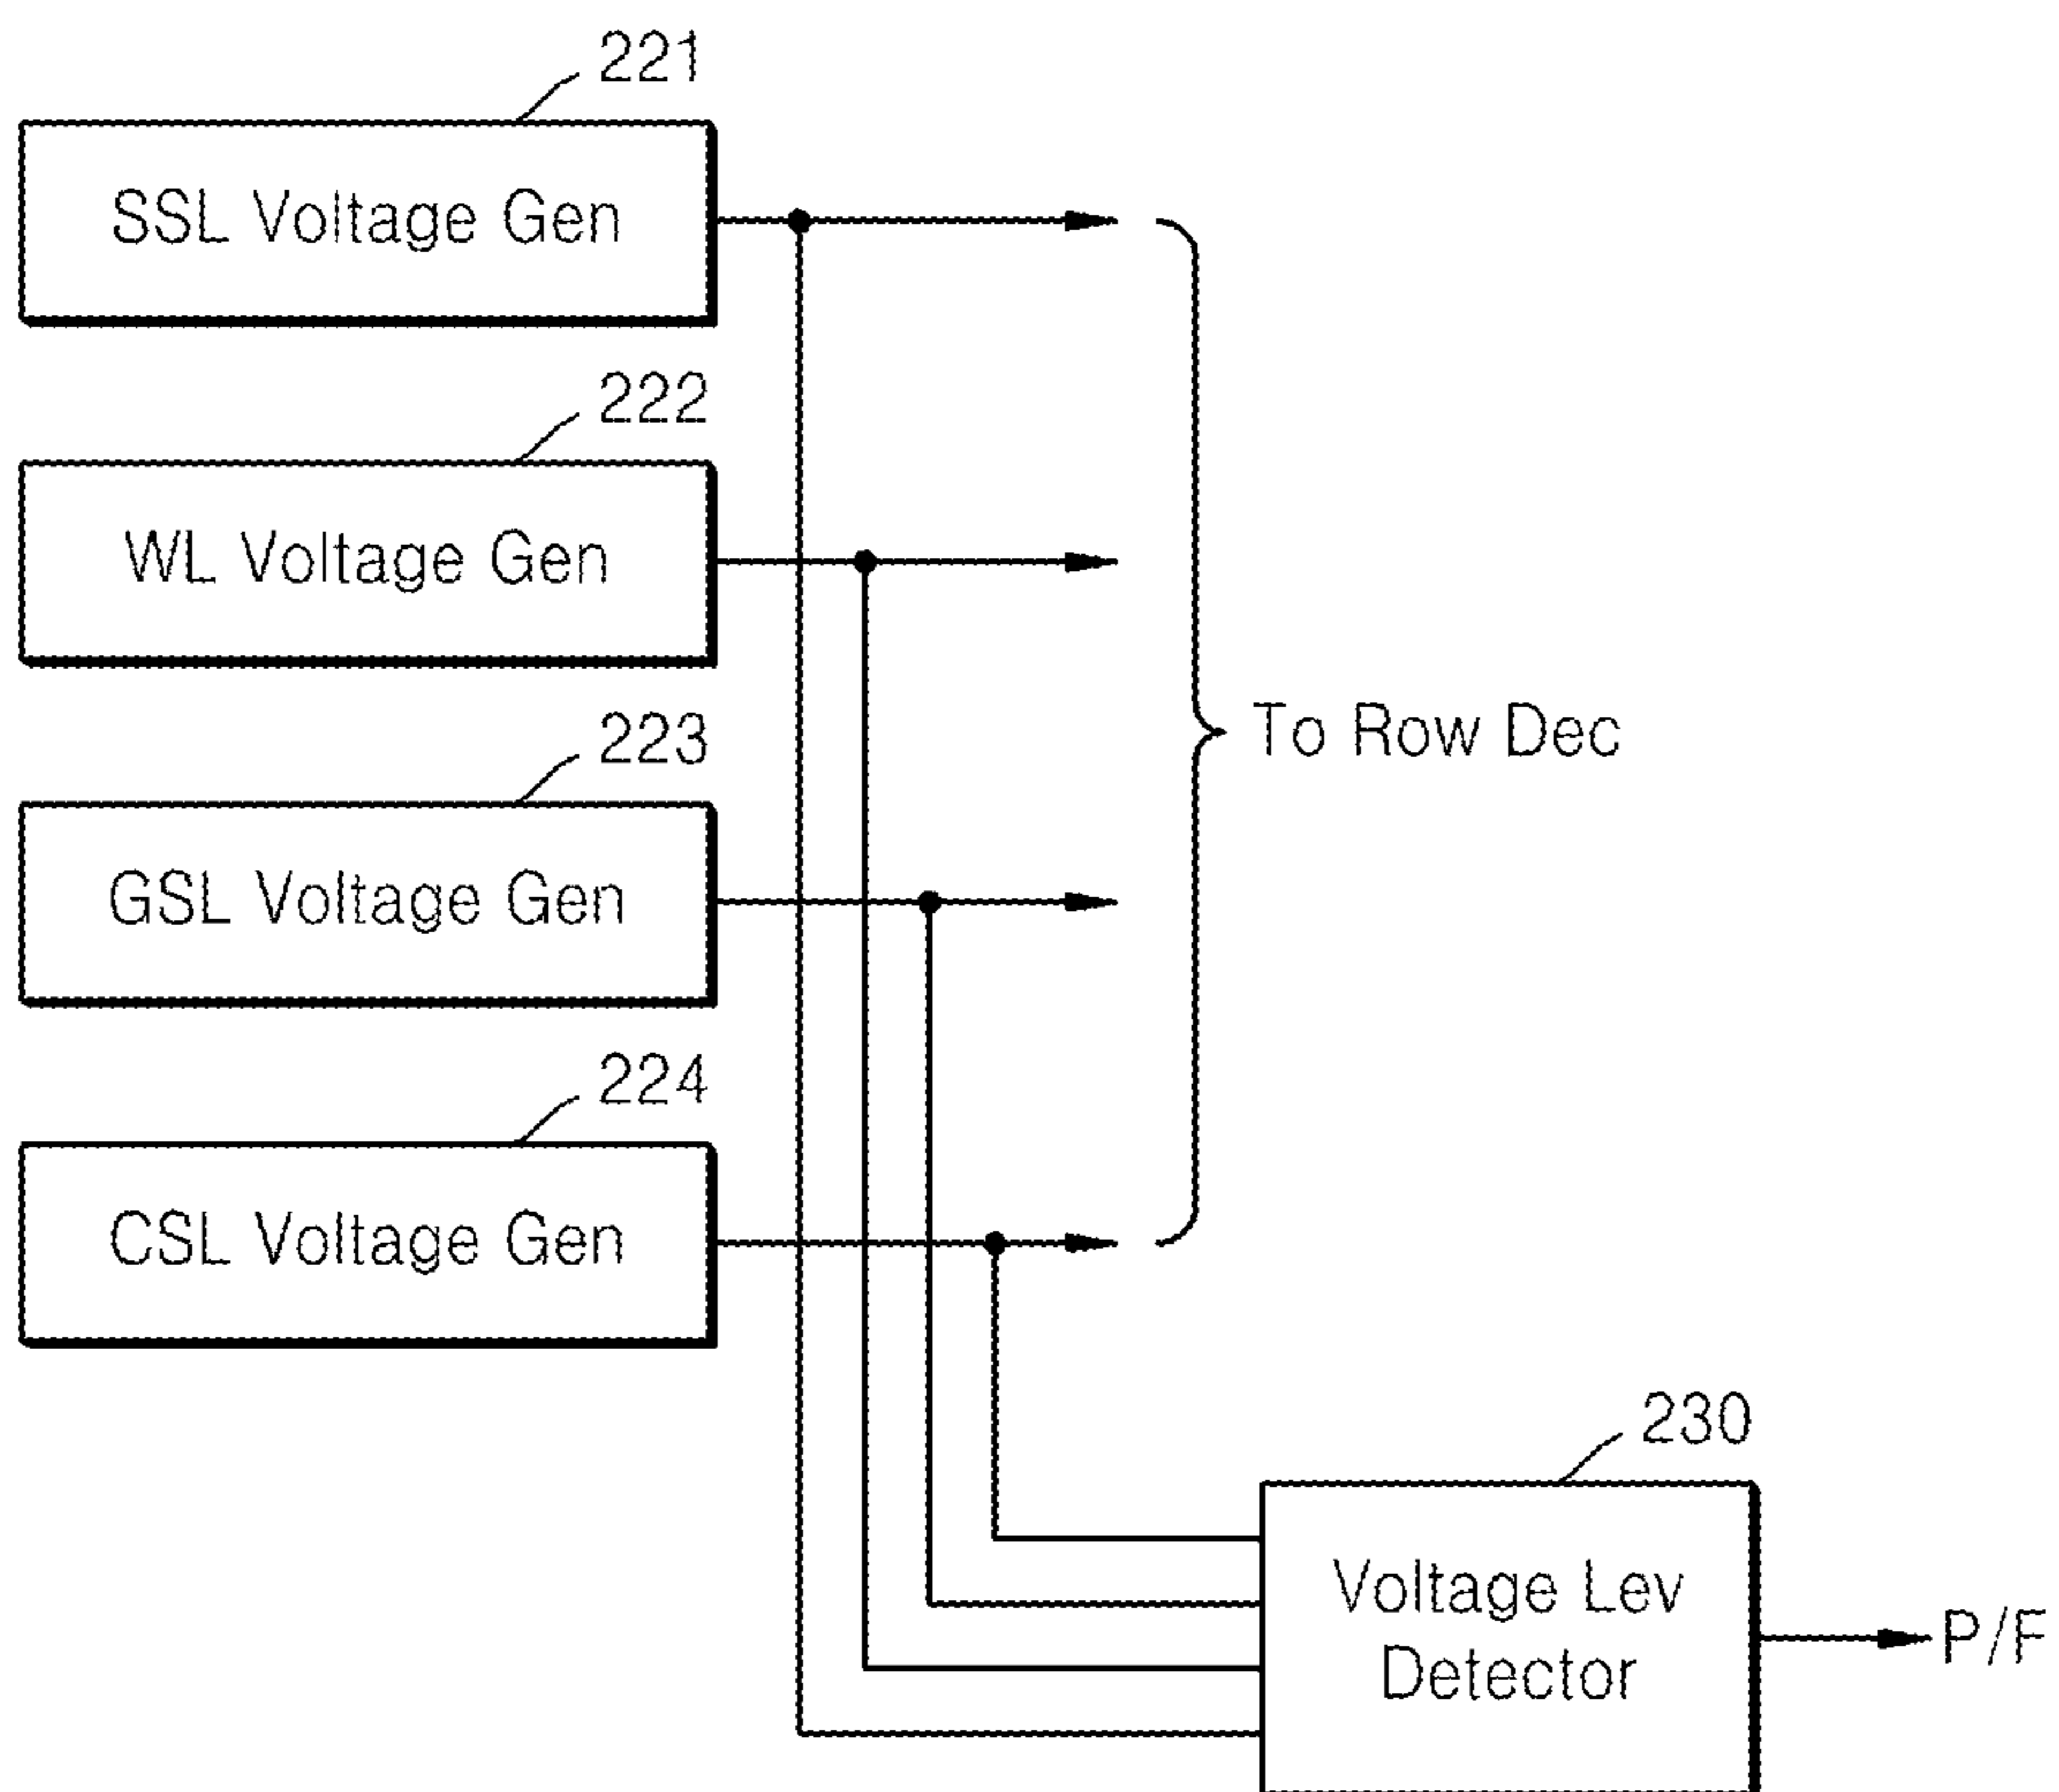 221
SSL Voltage Gen
222
WL Voltage Gen
223
GSL Voltage Gen
To Row Dec
224
CSL Voltage Gen
230
Voltage Lev
Detector
P/F